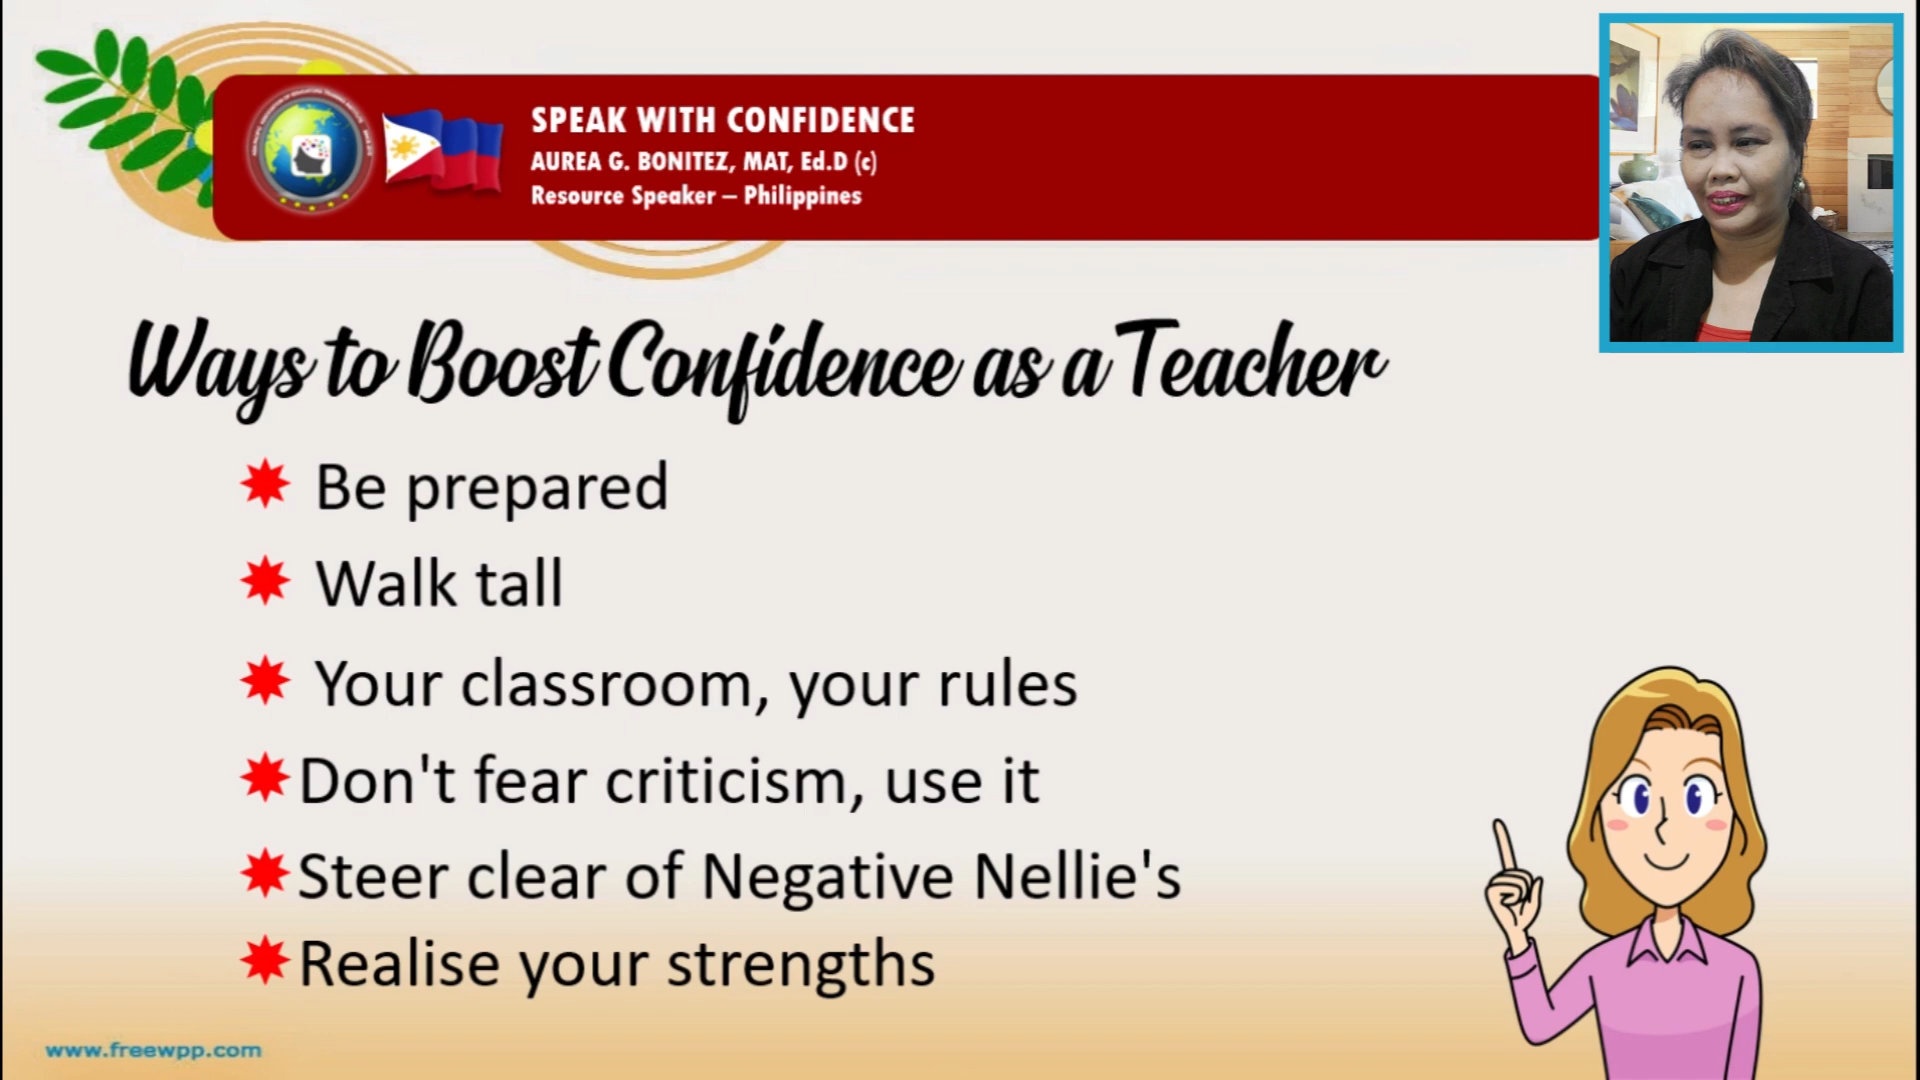 SPEAK WITH CONFIDENCE
AUREA G. BONITEZ, MAT, Ed.D (c)
Resource Speaker – Philippines
Ways to Boost Confidence as a Teacher
Be prepared
Walk tall
Your classroom, your rules
Don't fear criticism, use it
Steer clear of Negative Nellie's
Realise your strengths
www.freewpp.com